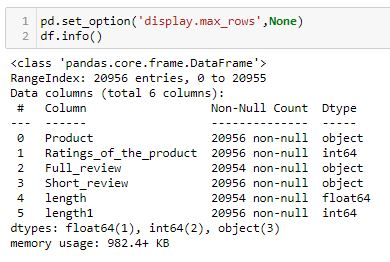 1 pd.set_option('display.max_rows',None)
2 df.info()
<class 'pandas.core.frame.DataFrame'>
RangeIndex: 20956 entries, 0 to 20955
Data columns (total 6 columns):
 #   Column                  Non-Null Count  Dtype
---  ------                  --------------  -----
 0   Product                 20956 non-null  object
 1   Ratings_of_the_product  20956 non-null  int64
 2   Full_review             20954 non-null  object
 3   Short_review            20956 non-null  object
 4   length                  20954 non-null  float64
 5   length1                 20956 non-null  int64
dtypes: float64(1), int64(2), object(3)
memory usage: 982.4+ KB